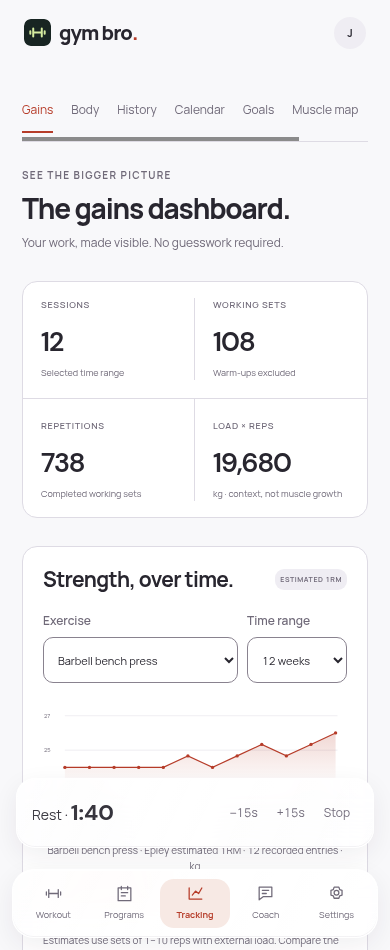 gym bro.
J
Gains Body History Calendar Goals Muscle map
SEE THE BIGGER PICTURE
The gains dashboard.
Your work, made visible. No guesswork required.
SESSIONS
12
Selected time range
WORKING SETS
108
Warm-ups excluded
REPETITIONS
738
Completed working sets
LOAD × REPS
19,680
kg · context, not muscle growth
Strength, over time.
ESTIMATED 1RM
Exercise
Barbell bench press
Time range
12 weeks
27
25
Rest · 1:40
−15s +15s Stop
Barbell bench press · Epley estimated 1RM · 12 recorded entries ·
kg
Workout Programs Tracking Coach Settings
Estimates use sets of 1–10 reps with external load. Compare the